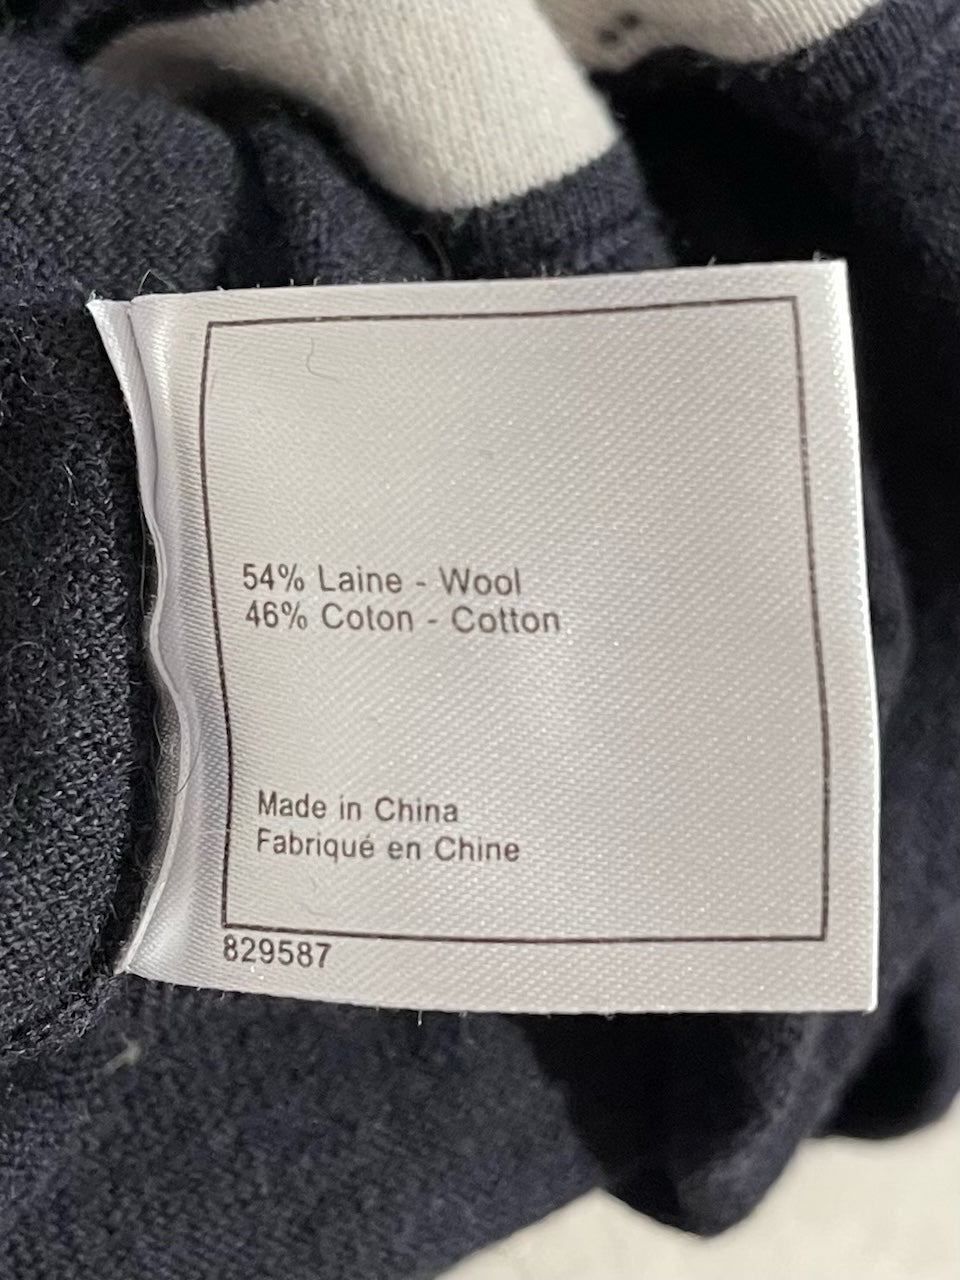 54% Laine - Wool
46% Coton - Cotton
Made in China
Fabriqué en Chine
829587